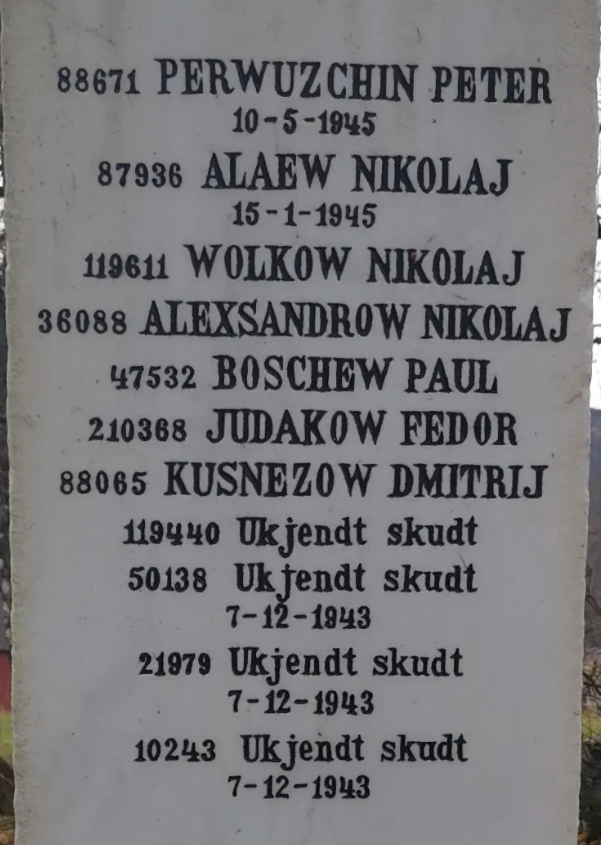 88671 PERWUZCHIN PETER
10-5-1945
87936 ALAEW NIKOLAJ
15-1-1945
119611 WOLKOW NIKOLAJ
36088 ALEXSANDROW NIKOLAJ
47532 BOSCHEW PAUL
210368 JUDAKOW FEDOR
88065 KUSNEZOW DMITRIJ
119440 Ukjendt skudt
50138 Ukjendt skudt
7-12-1943
21979 Ukjendt skudt
7-12-1943
10243 Ukjendt skudt
7-12-1943